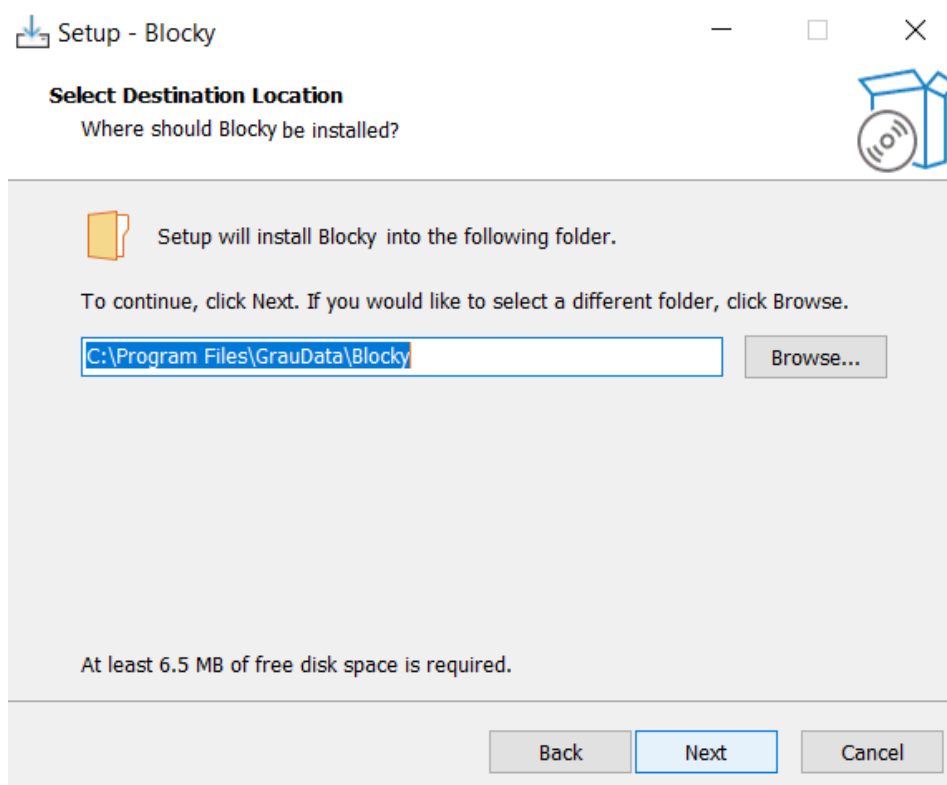 Setup - Blocky
Select Destination Location
Where should Blocky be installed?
Setup will install Blocky into the following folder.
To continue, click Next. If you would like to select a different folder, click Browse.
C:\Program Files\GrauData\Blocky
Browse...
At least 6.5 MB of free disk space is required.
Back
Next
Cancel